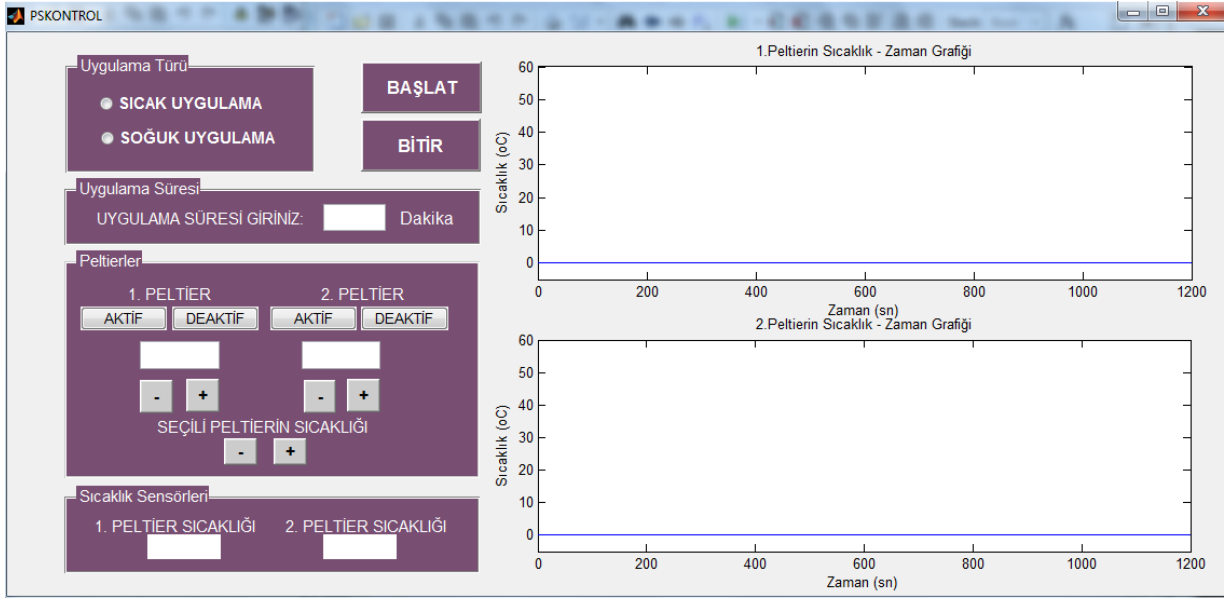 PSKONTROL
Uygulama Türü
SICAK UYGULAMA
SOĞUK UYGULAMA
BAŞLAT
BİTİR
Uygulama Süresi
UYGULAMA SÜRESİ GİRİNİZ:
Dakika
Peltierler
1. PELTİER
2. PELTİER
AKTİF
DEAKTİF
AKTİF
DEAKTİF
-
+
-
+
SEÇİLİ PELTİERİN SICAKLIĞI
-
+
Sıcaklık Sensörleri
1. PELTİER SICAKLIĞI
2. PELTİER SICAKLIĞI
1.Peltierin Sıcaklık - Zaman Grafiği
Sıcaklık (oC)
60
50
40
30
20
10
0
0 200 400 600 800 1000 1200
Zaman (sn)
2.Peltierin Sıcaklık - Zaman Grafiği
Sıcaklık (oC)
60
50
40
30
20
10
0
0 200 400 600 800 1000 1200
Zaman (sn)